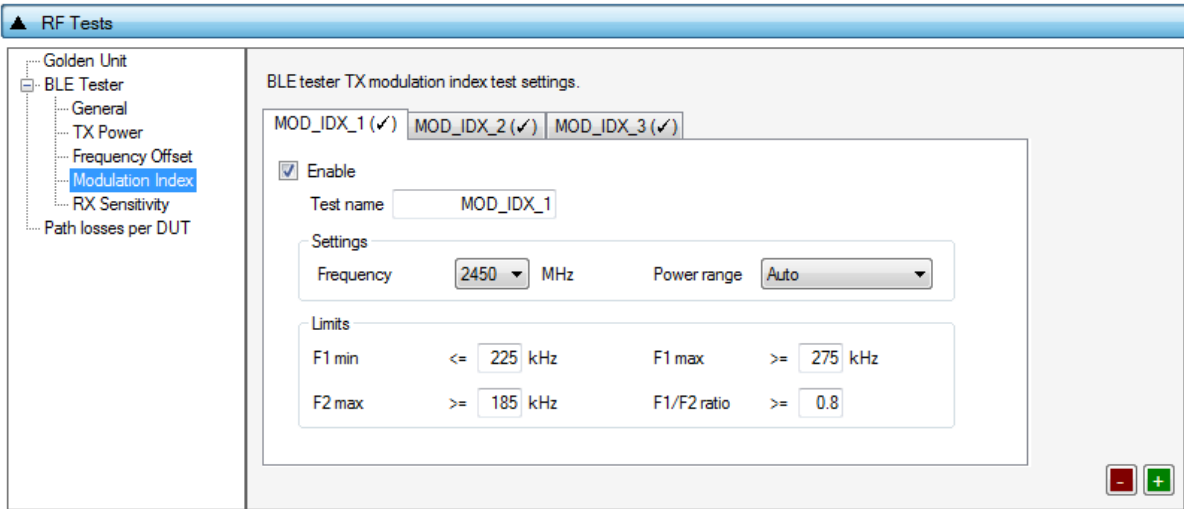 RF Tests
Golden Unit
BLE Tester
General
TX Power
Frequency Offset
Modulation Index
RX Sensitivity
Path losses per DUT
BLE tester TX modulation index test settings.
MOD_IDX_1 (✓) MOD_IDX_2 (✓) MOD_IDX_3 (✓)
Enable
Test name MOD_IDX_1
Settings
Frequency 2450 MHz Power range Auto
Limits
F1 min <= 225 kHz F1 max >= 275 kHz
F2 max >= 185 kHz F1/F2 ratio >= 0.8
- +